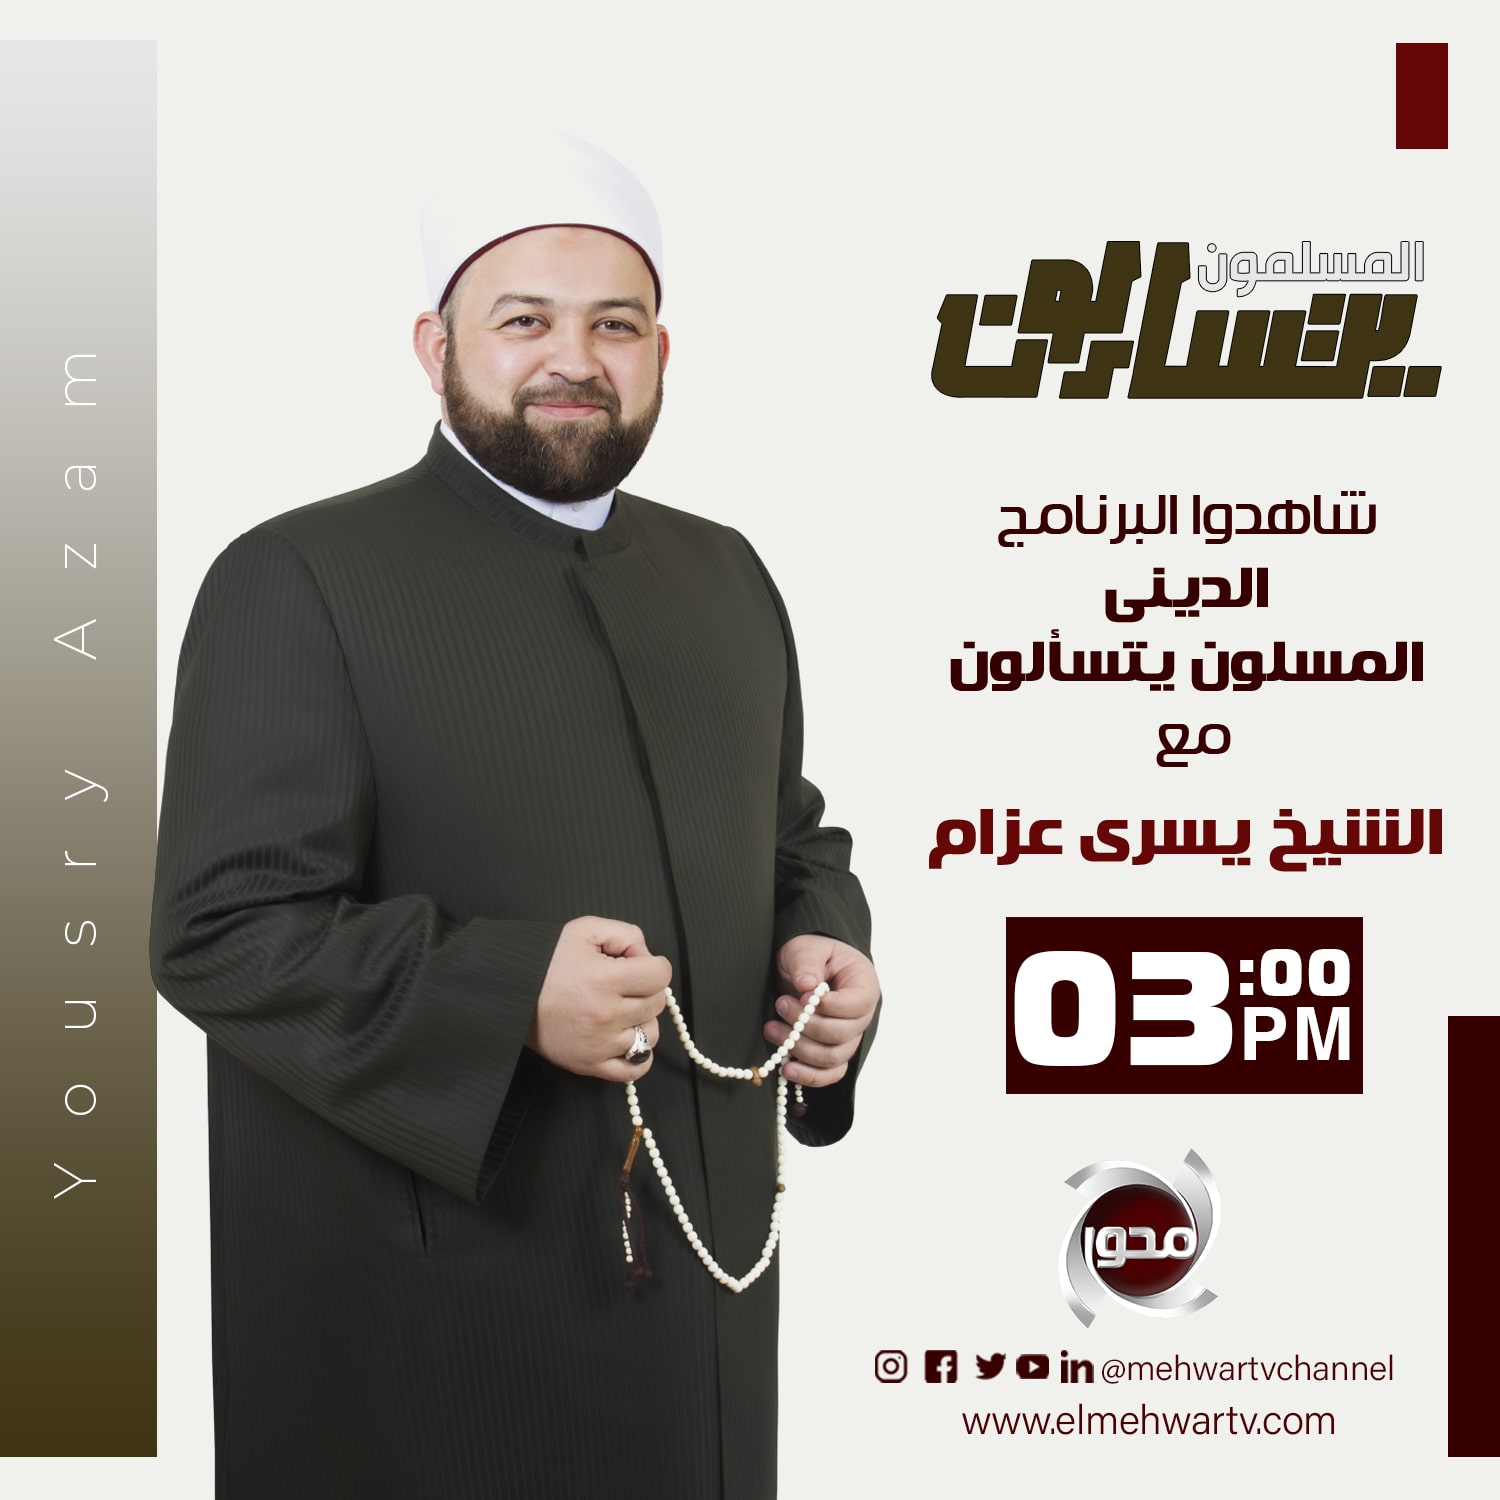 Yousry Azam
المسلمون
يتساءلون
شاهدوا البرنامج
الدينى
المسلون يتسألون
مع
الشيخ يسرى عزام
03:00 PM
محور
@mehwartvchannel
www.elmehwartv.com